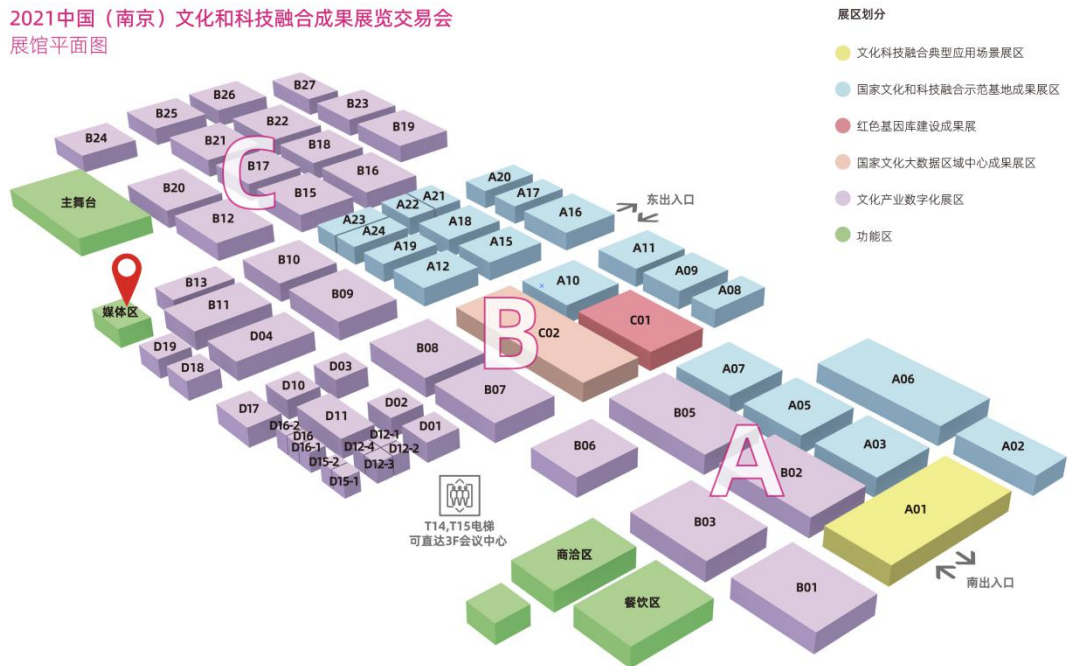 2021中国（南京）文化和科技融合成果展览交易会
展馆平面图
展区划分
文化科技融合典型应用场景展区
国家文化和科技融合示范基地成果展区
红色基因库建设成果展
国家文化大数据区域中心成果展区
文化产业数字化展区
功能区
B27
B26
B23
B25
B22
B19
B24
B21
B18
C
B17
B16
主舞台
B20
B15
B12
A20
A21
A17
A22
A16
东出入口
A23
A18
A24
A19
A15
A11
A12
A09
A08
B10
A10
B13
B09
媒体区
B11
B
C01
C02
D04
D19
D18
B08
D03
A07
A06
D10
B07
D02
A05
D17
D11
B05
D01
D16-2
D16
D12-1
D16-1
D12-4
D12-2
D15-2
D12-3
D15-1
B06
A03
A02
A
B02
A01
T14,T15电梯
可直达3F会议中心
B03
南出入口
商洽区
B01
餐饮区